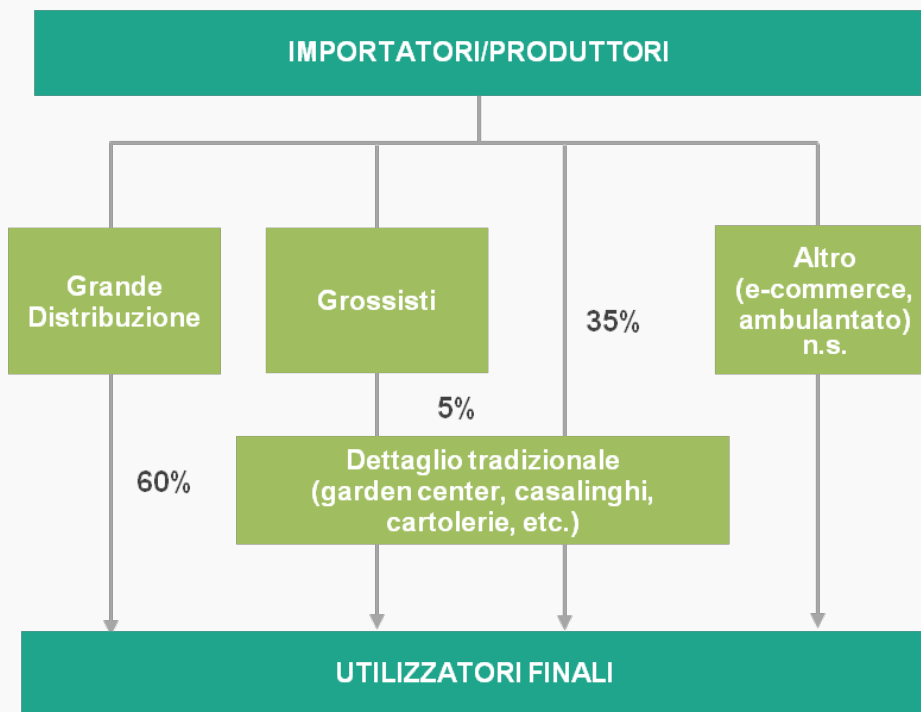 IMPORTATORI/PRODUTTORI
Grande
Distribuzione
Grossisti
35%
Altro
(e-commerce,
ambulantato)
n.s.
5%
60%
Dettaglio tradizionale
(garden center, casalinghi,
cartolerie, etc.)
UTILIZZATORI FINALI